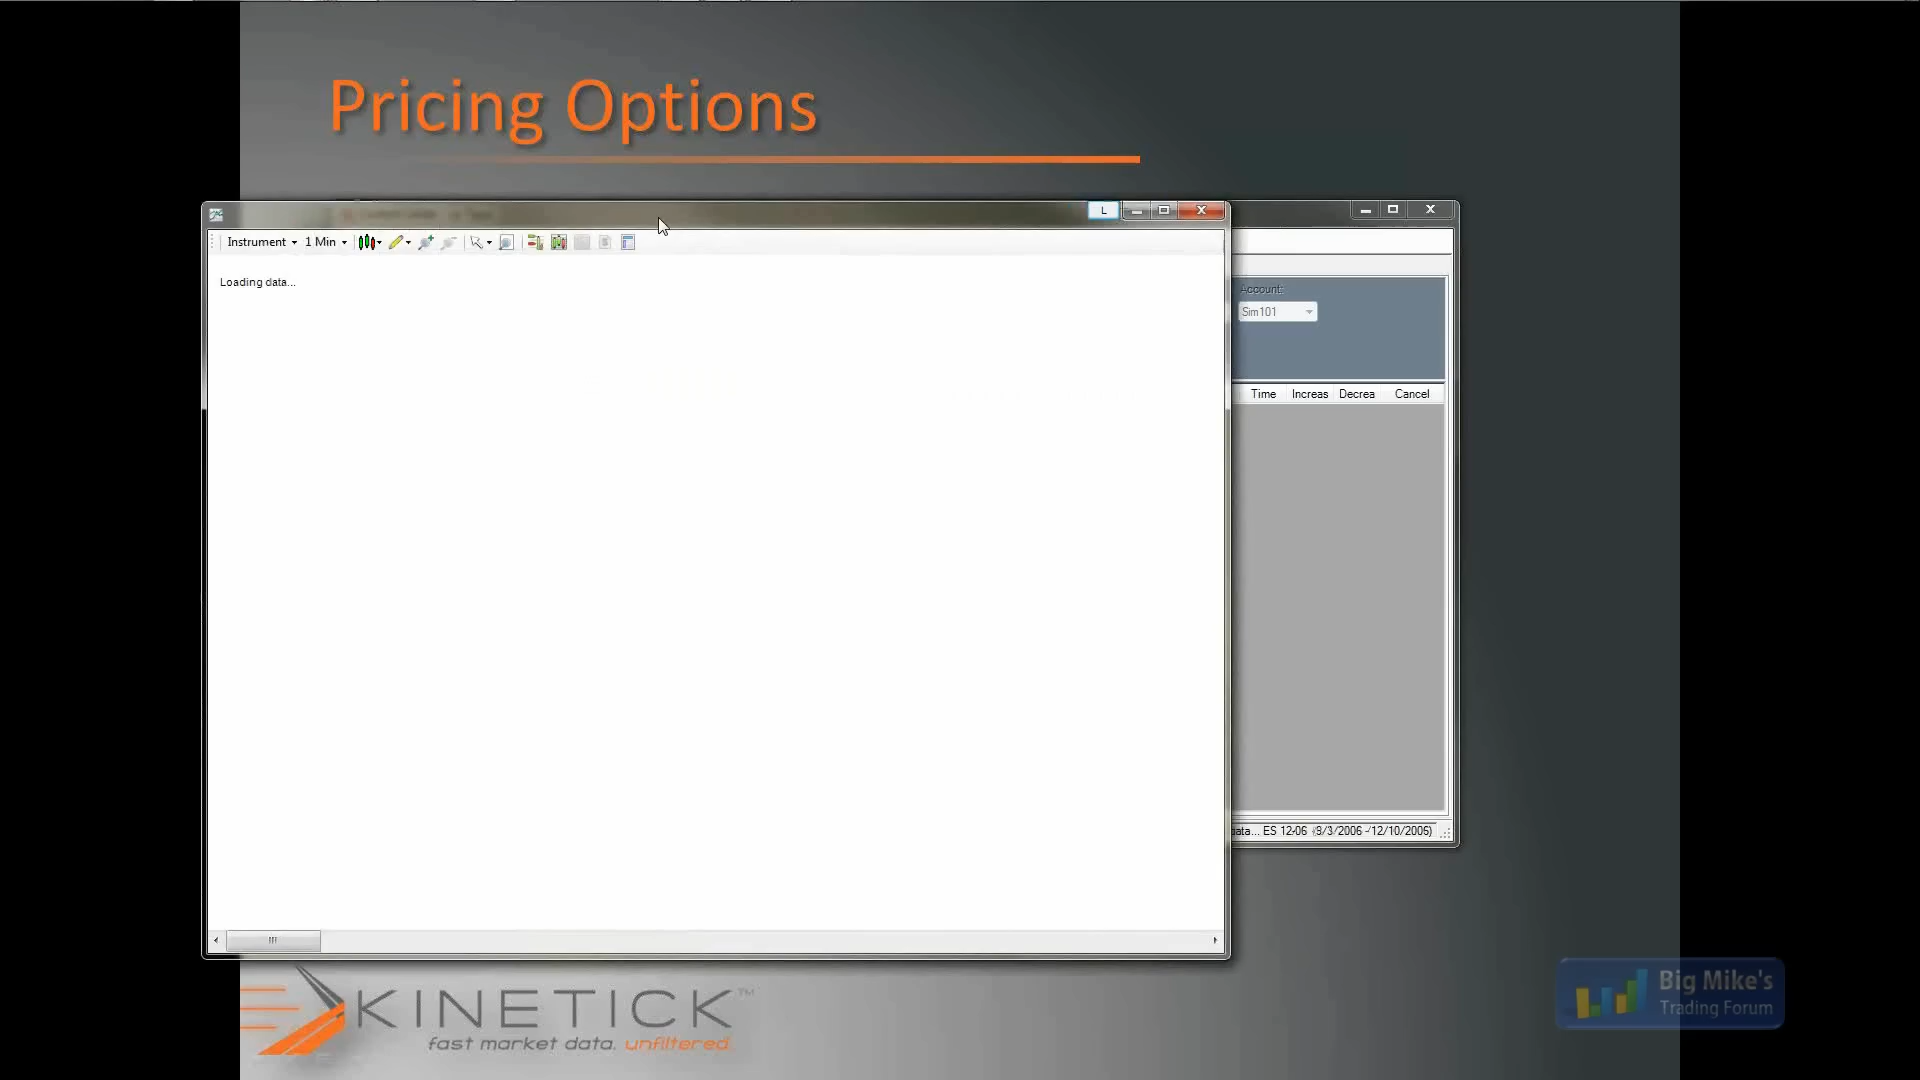 Pricing Options
L
Instrument
1 Min
Loading data...
Account:
Sim101
Time Increas Decrea Cancel
ata... ES 12-06 (9/3/2006 - 12/10/2006)
KINETICK™
fast market data. unfiltered.
Big Mike's
Trading Forum